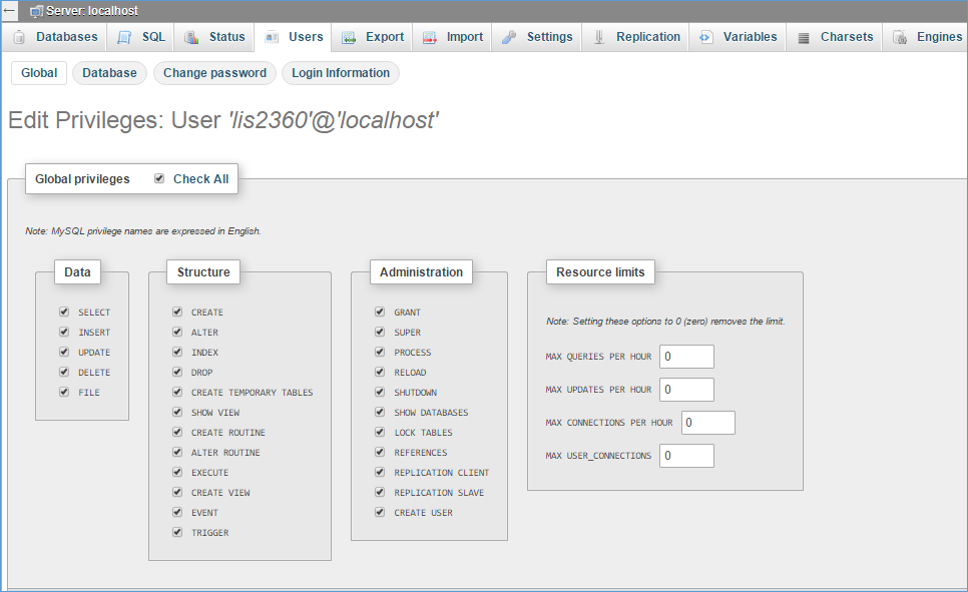 Server: localhost
Databases SQL Status Users Export Import Settings Replication Variables Charsets Engines
Global Database Change password Login Information
Edit Privileges: User 'lis2360'@'localhost'
Global privileges Check All
Note: MySQL privilege names are expressed in English.
Data
SELECT
INSERT
UPDATE
DELETE
FILE
Structure
CREATE
ALTER
INDEX
DROP
CREATE TEMPORARY TABLES
SHOW VIEW
CREATE ROUTINE
ALTER ROUTINE
EXECUTE
CREATE VIEW
EVENT
TRIGGER
Administration
GRANT
SUPER
PROCESS
RELOAD
SHUTDOWN
SHOW DATABASES
LOCK TABLES
REFERENCES
REPLICATION CLIENT
REPLICATION SLAVE
CREATE USER
Resource limits
Note: Setting these options to 0 (zero) removes the limit.
MAX QUERIES PER HOUR 0
MAX UPDATES PER HOUR 0
MAX CONNECTIONS PER HOUR 0
MAX USER_CONNECTIONS 0